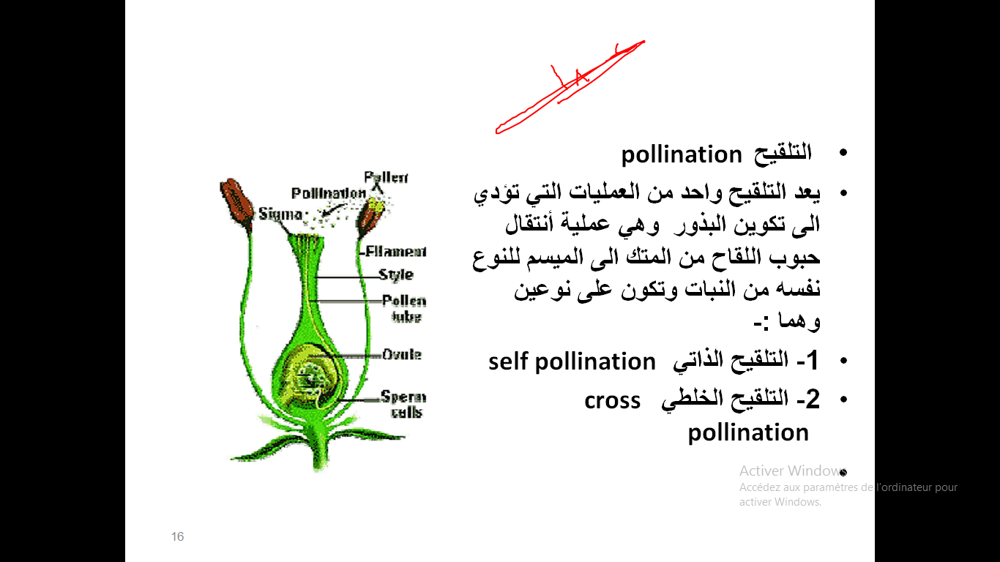 التلقيح pollination
يعد التلقيح واحد من العمليات التي تؤدي
الى تكوين البذور وهي عملية أنتقال
حبوب اللقاح من المتك الى الميسم للنوع
نفسه من النبات وتكون على نوعين
وهما :-
1- التلقيح الذاتي self pollination
2- التلقيح الخلطي cross
pollination
Pollen
Pollination
Sigma
Filament
Style
Pollen
tube
Ovule
Sperm
cells
Activer Windows
Accédez aux paramètres de l'ordinateur pour
activer Windows.
16